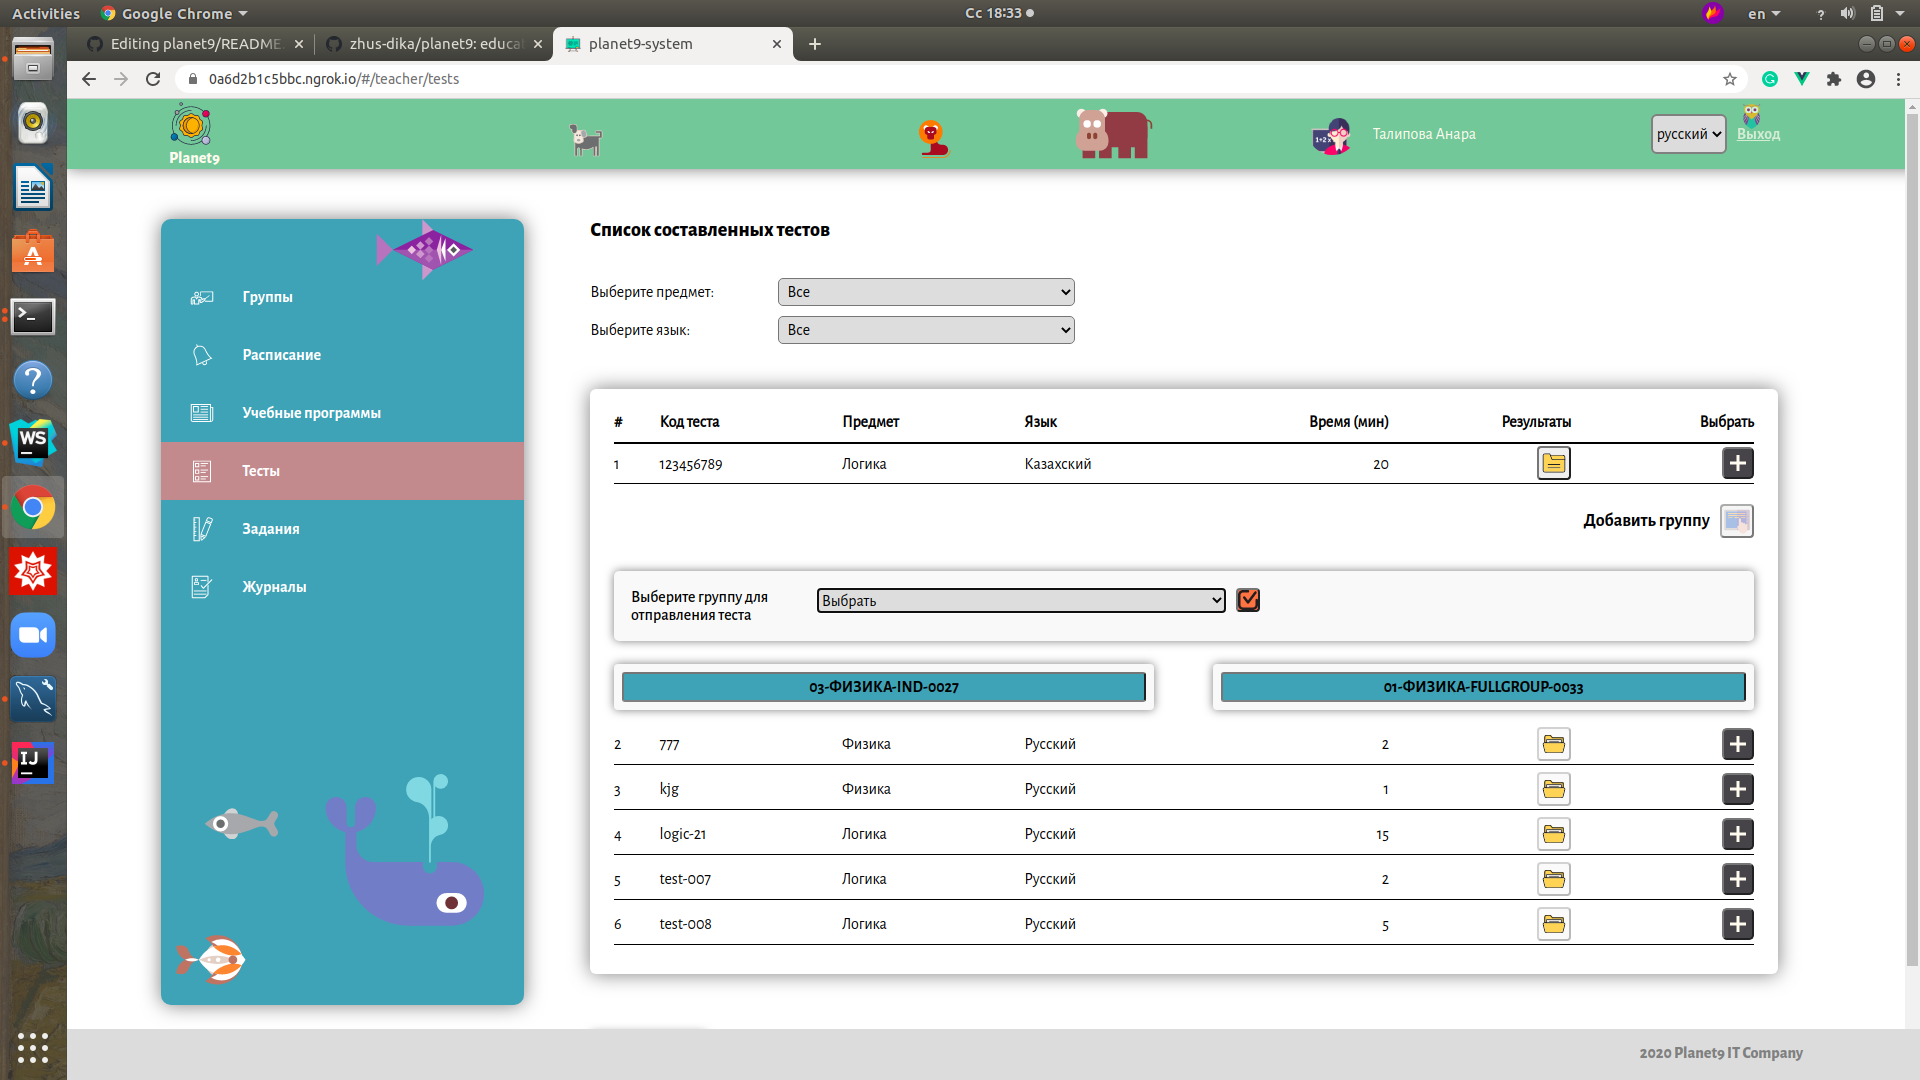 Activities Google Chrome Сс 18:33 en
Editing planet9/README. zhus-dika/planet9: educa planet9-system
0a6d2b1c5bbc.ngrok.io/#/teacher/tests
Planet9 1+2 x Талипова Анара русский Выход
Список составленных тестов
Выберите предмет: Все
Выберите язык: Все
Группы
Расписание
Учебные программы
Тесты
Задания
Журналы
# Код теста Предмет Язык Время (мин) Результаты Выбрать
1 123456789 Логика Казахский 20
Добавить группу
Выберите группу для отправления теста Выбрать
03-ФИЗИКА-IND-0027 01-ФИЗИКА-FULLGROUP-0033
2 777 Физика Русский 2
3 kjg Физика Русский 1
4 logic-21 Логика Русский 15
5 test-007 Логика Русский 2
6 test-008 Логика Русский 5
WS
IJ
2020 Planet9 IT Company